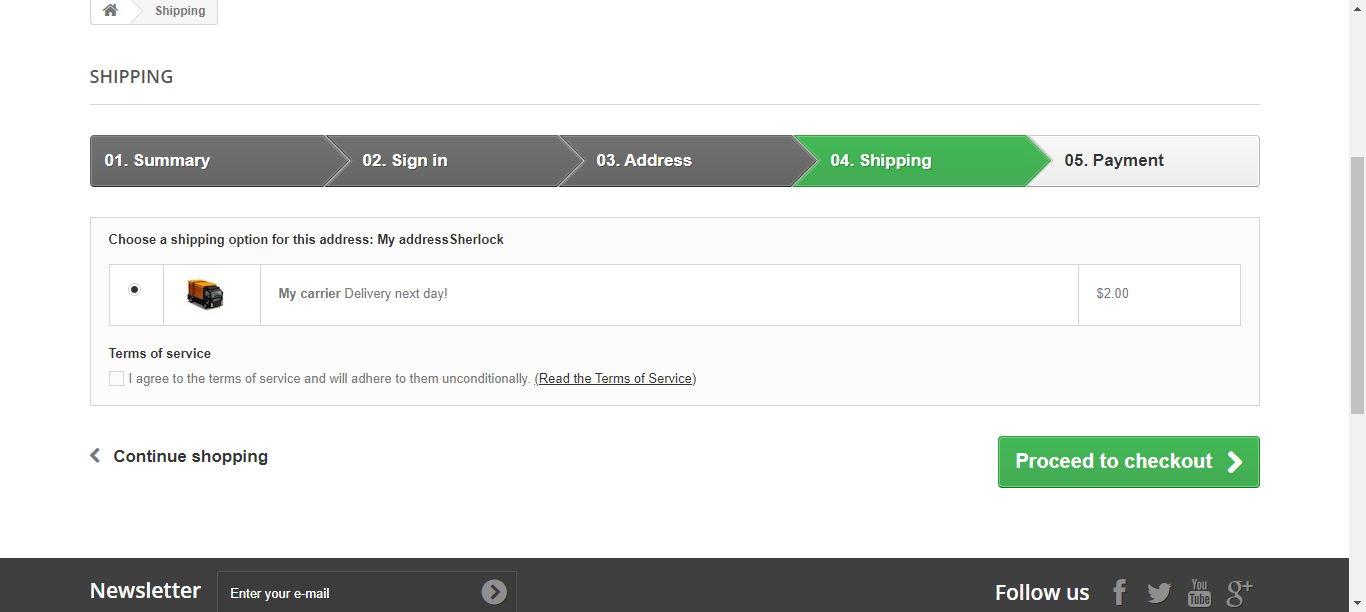 Shipping
SHIPPING
01. Summary 02. Sign in 03. Address 04. Shipping 05. Payment
Choose a shipping option for this address: My addressSherlock
My carrier Delivery next day! $2.00
Terms of service
I agree to the terms of service and will adhere to them unconditionally. (Read the Terms of Service)
Continue shopping
Proceed to checkout
Newsletter Enter your e-mail Follow us You Tube g+